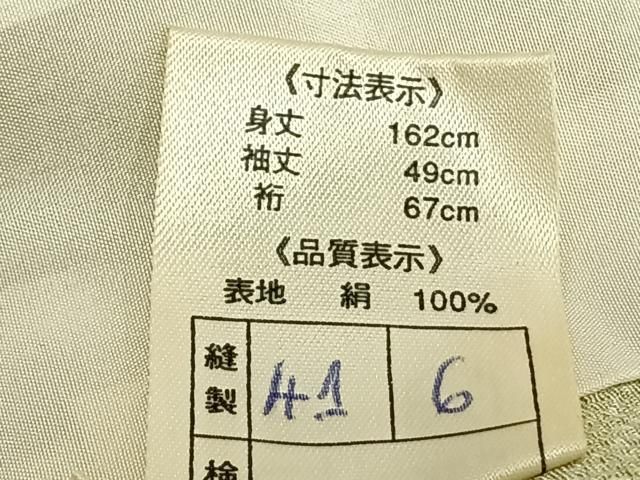 《寸法表示》
身丈 162cm
袖丈 49cm
裄 67cm
《品質表示》
表地 絹 100%
縫製 41 6
検